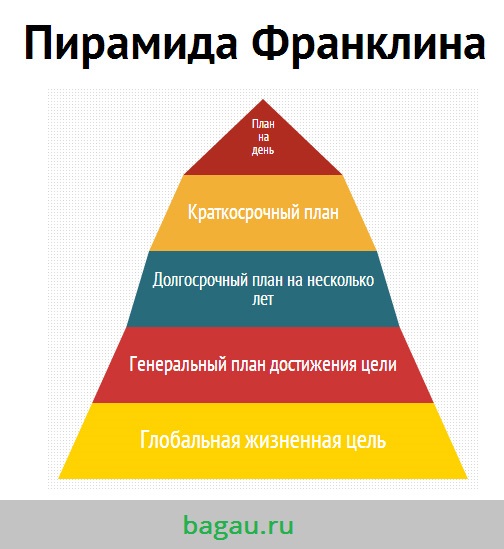 Пирамида Франклина
План
на
день
Краткосрочный план
Долгосрочный план на несколько
лет
Генеральный план достижения цели
Глобальная жизненная цель
bagau.ru